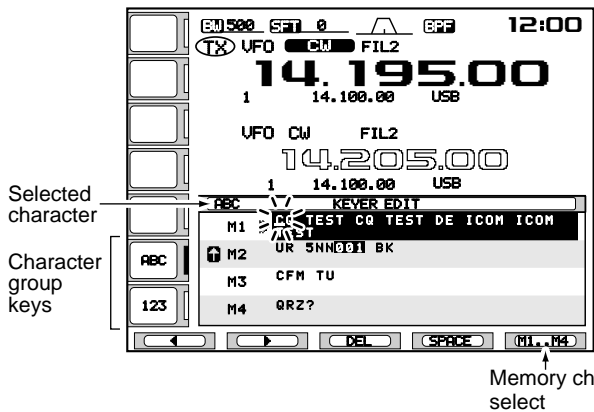 BW 500 SFT 0 BPF 12:00
TX VFO CW FIL2
14.195.00
1 14.100.00 USB
VFO CW FIL2
14.205.00
1 14.100.00 USB
Selected character
ABC KEYER EDIT
M1 CQ TEST CQ TEST DE ICOM ICOM
TEST
M2 UR 5NN001 BK
M3 CFM TU
M4 QRZ?
Character group keys
ABC
123
◄ ► DEL SPACE M1..M4
Memory ch
select